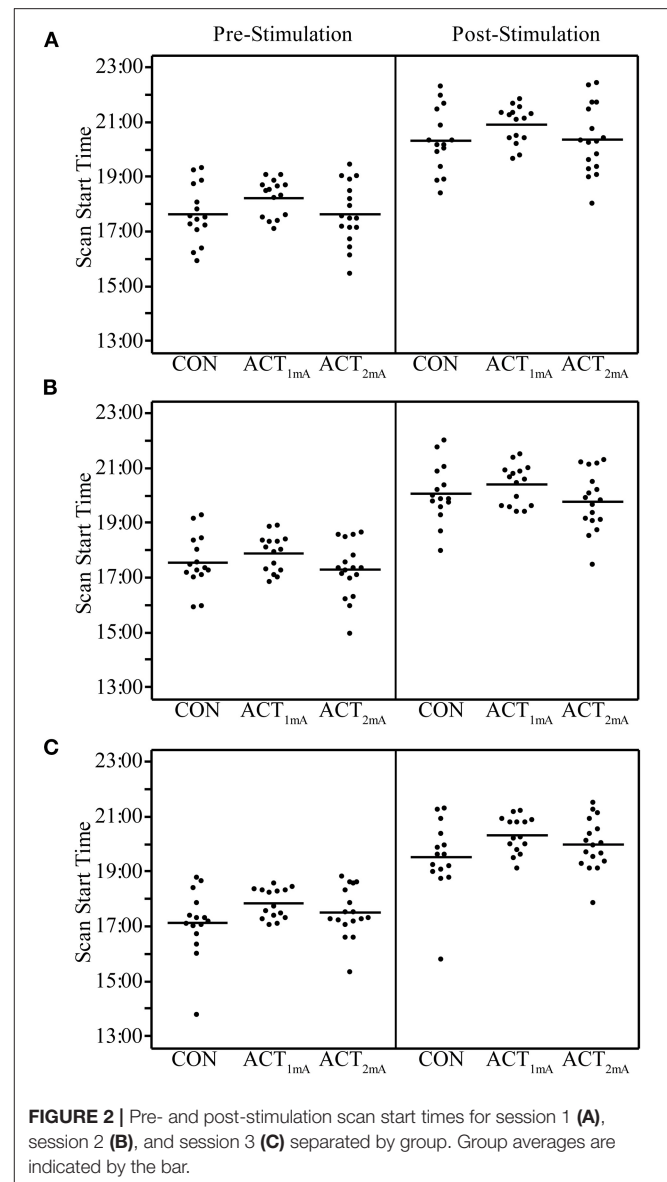 A
Pre-Stimulation Post-Stimulation
Scan Start Time
23:00
21:00
19:00
17:00
15:00
13:00
CON ACT1mA ACT2mA CON ACT1mA ACT2mA
B
Scan Start Time
23:00
21:00
19:00
17:00
15:00
13:00
CON ACT1mA ACT2mA CON ACT1mA ACT2mA
C
Scan Start Time
23:00
21:00
19:00
17:00
15:00
13:00
CON ACT1mA ACT2mA CON ACT1mA ACT2mA
FIGURE 2 | Pre- and post-stimulation scan start times for session 1 (A),
session 2 (B), and session 3 (C) separated by group. Group averages are
indicated by the bar.